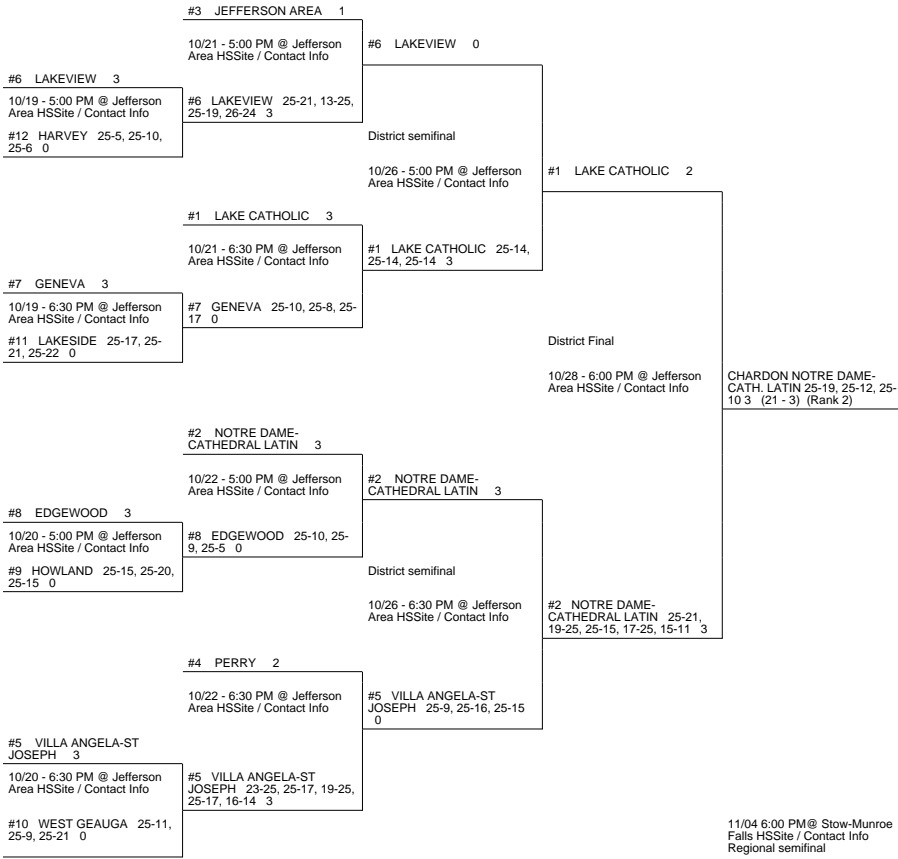 #3 JEFFERSON AREA 1
10/21 - 5:00 PM @ Jefferson
Area HSSite / Contact Info
#6 LAKEVIEW 0
#6 LAKEVIEW 3
10/19 - 5:00 PM @ Jefferson
Area HSSite / Contact Info
#6 LAKEVIEW 25-21, 13-25,
25-19, 26-24 3
#12 HARVEY 25-5, 25-10,
25-6 0
District semifinal
10/26 - 5:00 PM @ Jefferson
Area HSSite / Contact Info
#1 LAKE CATHOLIC 2
#1 LAKE CATHOLIC 3
10/21 - 6:30 PM @ Jefferson
Area HSSite / Contact Info
#1 LAKE CATHOLIC 25-14,
25-14, 25-14 3
#7 GENEVA 3
10/19 - 6:30 PM @ Jefferson
Area HSSite / Contact Info
#7 GENEVA 25-10, 25-8, 25-
17 0
#11 LAKESIDE 25-17, 25-
21, 25-22 0
District Final
10/28 - 6:00 PM @ Jefferson
Area HSSite / Contact Info
CHARDON NOTRE DAME-
CATH. LATIN 25-19, 25-12, 25-
10 3 (21 - 3) (Rank 2)
#2 NOTRE DAME-
CATHEDRAL LATIN 3
10/22 - 5:00 PM @ Jefferson
Area HSSite / Contact Info
#2 NOTRE DAME-
CATHEDRAL LATIN 3
#8 EDGEWOOD 3
10/20 - 5:00 PM @ Jefferson
Area HSSite / Contact Info
#8 EDGEWOOD 25-10, 25-
9, 25-5 0
#9 HOWLAND 25-15, 25-20,
25-15 0
District semifinal
10/26 - 6:30 PM @ Jefferson
Area HSSite / Contact Info
#2 NOTRE DAME-
CATHEDRAL LATIN 25-21,
19-25, 25-15, 17-25, 15-11 3
#4 PERRY 2
10/22 - 6:30 PM @ Jefferson
Area HSSite / Contact Info
#5 VILLA ANGELA-ST
JOSEPH 25-9, 25-16, 25-15
0
#5 VILLA ANGELA-ST
JOSEPH 3
10/20 - 6:30 PM @ Jefferson
Area HSSite / Contact Info
#5 VILLA ANGELA-ST
JOSEPH 23-25, 25-17, 19-25,
25-17, 16-14 3
#10 WEST GEAUGA 25-11,
25-9, 25-21 0
11/04 6:00 PM@ Stow-Munroe
Falls HSSite / Contact Info
Regional semifinal